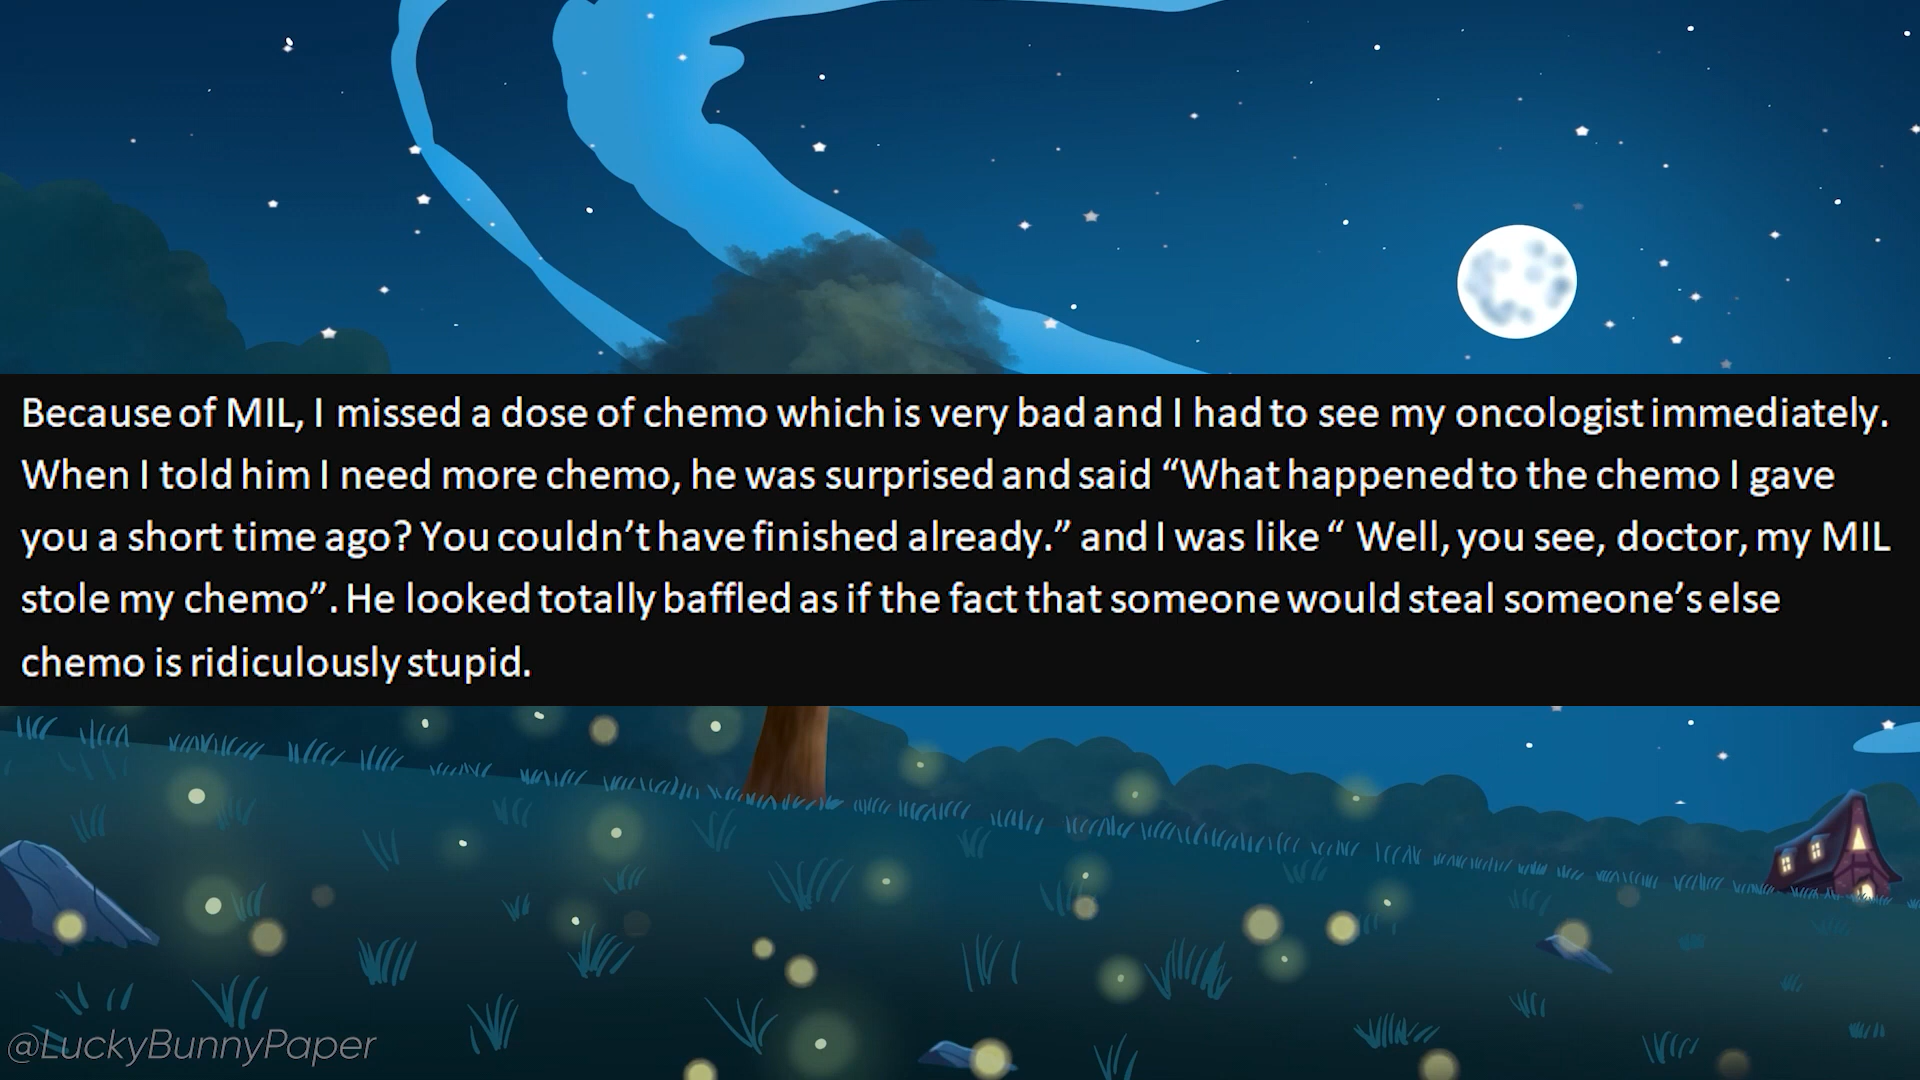 Because of MIL, I missed a dose of chemo which is very bad and I had to see my oncologist immediately.
When I told him I need more chemo, he was surprised and said “What happened to the chemo I gave
you a short time ago? You couldn’t have finished already.” and I was like “ Well, you see, doctor, my MIL
stole my chemo”. He looked totally baffled as if the fact that someone would steal someone’s else
chemo is ridiculously stupid.
@LuckyBunnyPaper